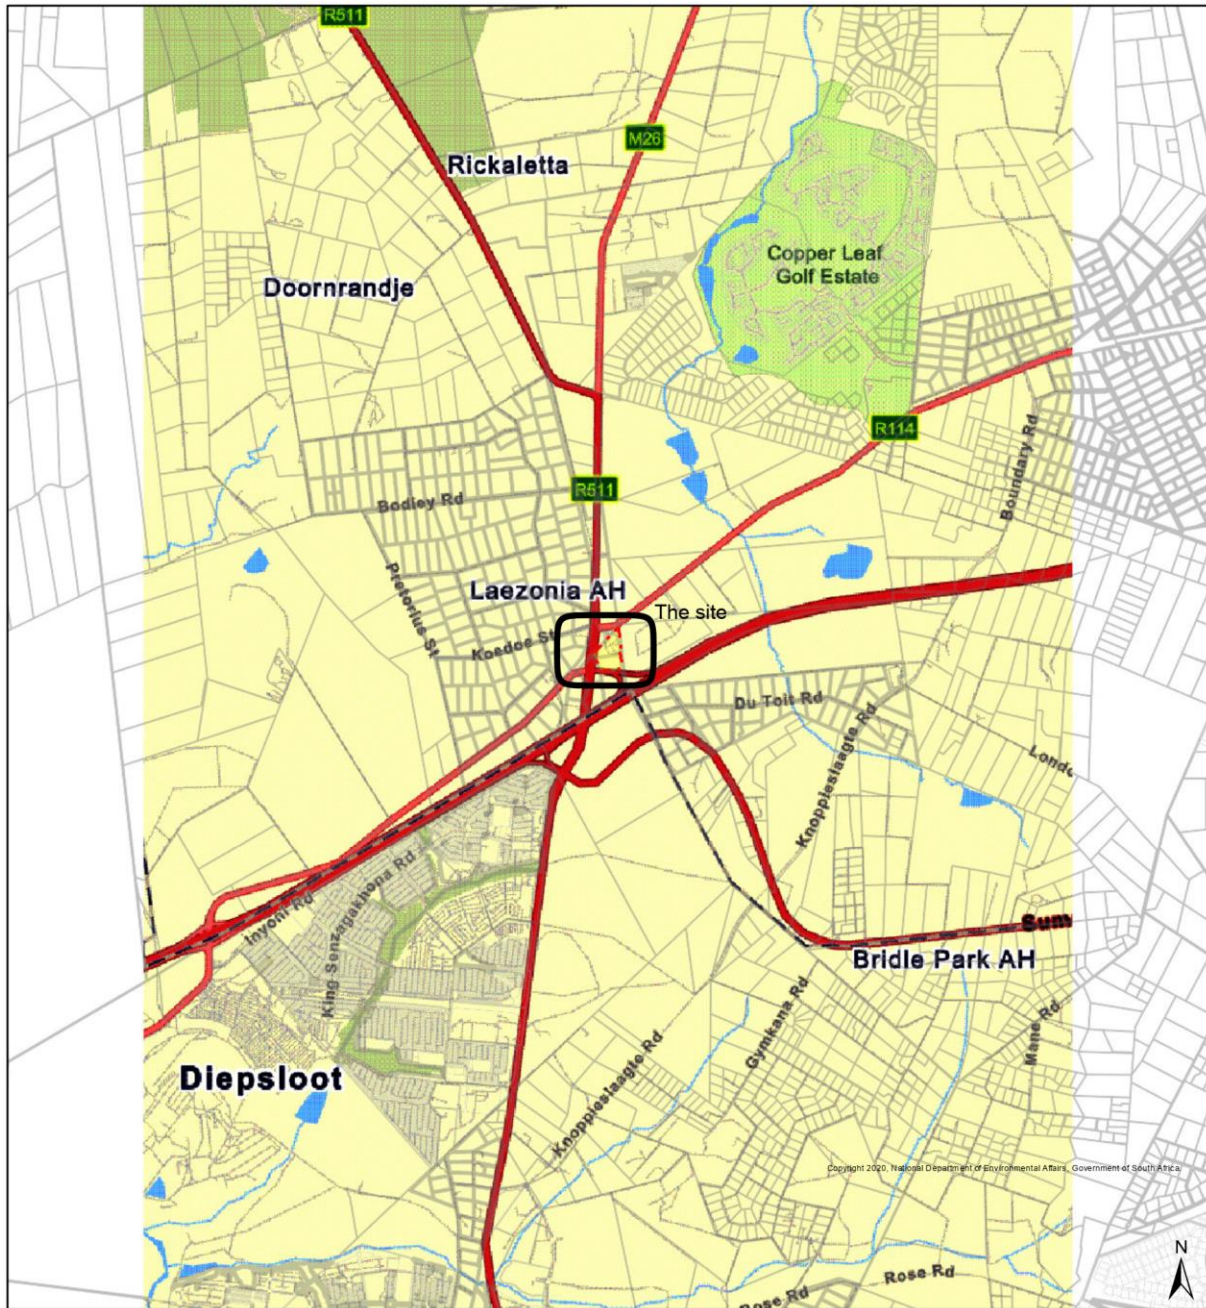 R511
M26
Rickaletta
Copper Leaf
Golf Estate
Doornrandje
R114
Boundary Rd
R511
Bodley Rd
Pretorius St
Laezonia AH
The site
Koedoe St
Du Toit Rd
Knoppieslaagte Rd
Londo
Inyoni Rd
King Senzagakhona Rd
Sum
Bridle Park AH
Gymkana Rd
Mane Rd
Diepsloot
Knoppieslaagte Rd
Copyright 2020, National Department of Environmental Affairs, Government of South Africa.
N
Rose Rd
Rose Rd